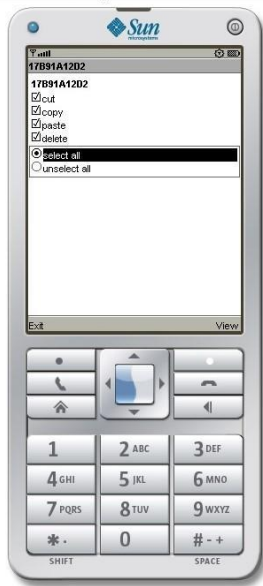 Sun
microsystems
17B91A12D2
17B91A12D2
cut
copy
paste
delete
select all
unselect all
Exit View
1 2 ABC 3 DEF
4 GHI 5 JKL 6 MNO
7 PQRS 8 TUV 9 WXYZ
* . 0 # - +
SHIFT SPACE